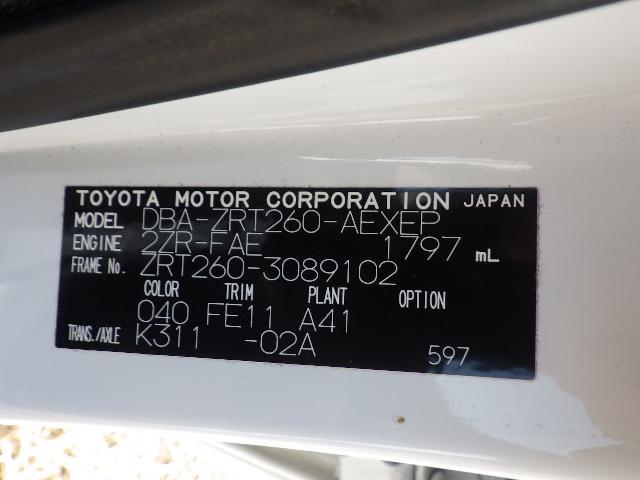 TOYOTA MOTOR CORPORATION JAPAN
MODEL DBA-ZRT260-AEXEP
ENGINE 2ZR-FAE 1797 mL
FRAME No. ZRT260-3089102
COLOR TRIM PLANT OPTION
040 FE11 A41
TRANS./AXLE K311 -02A 597